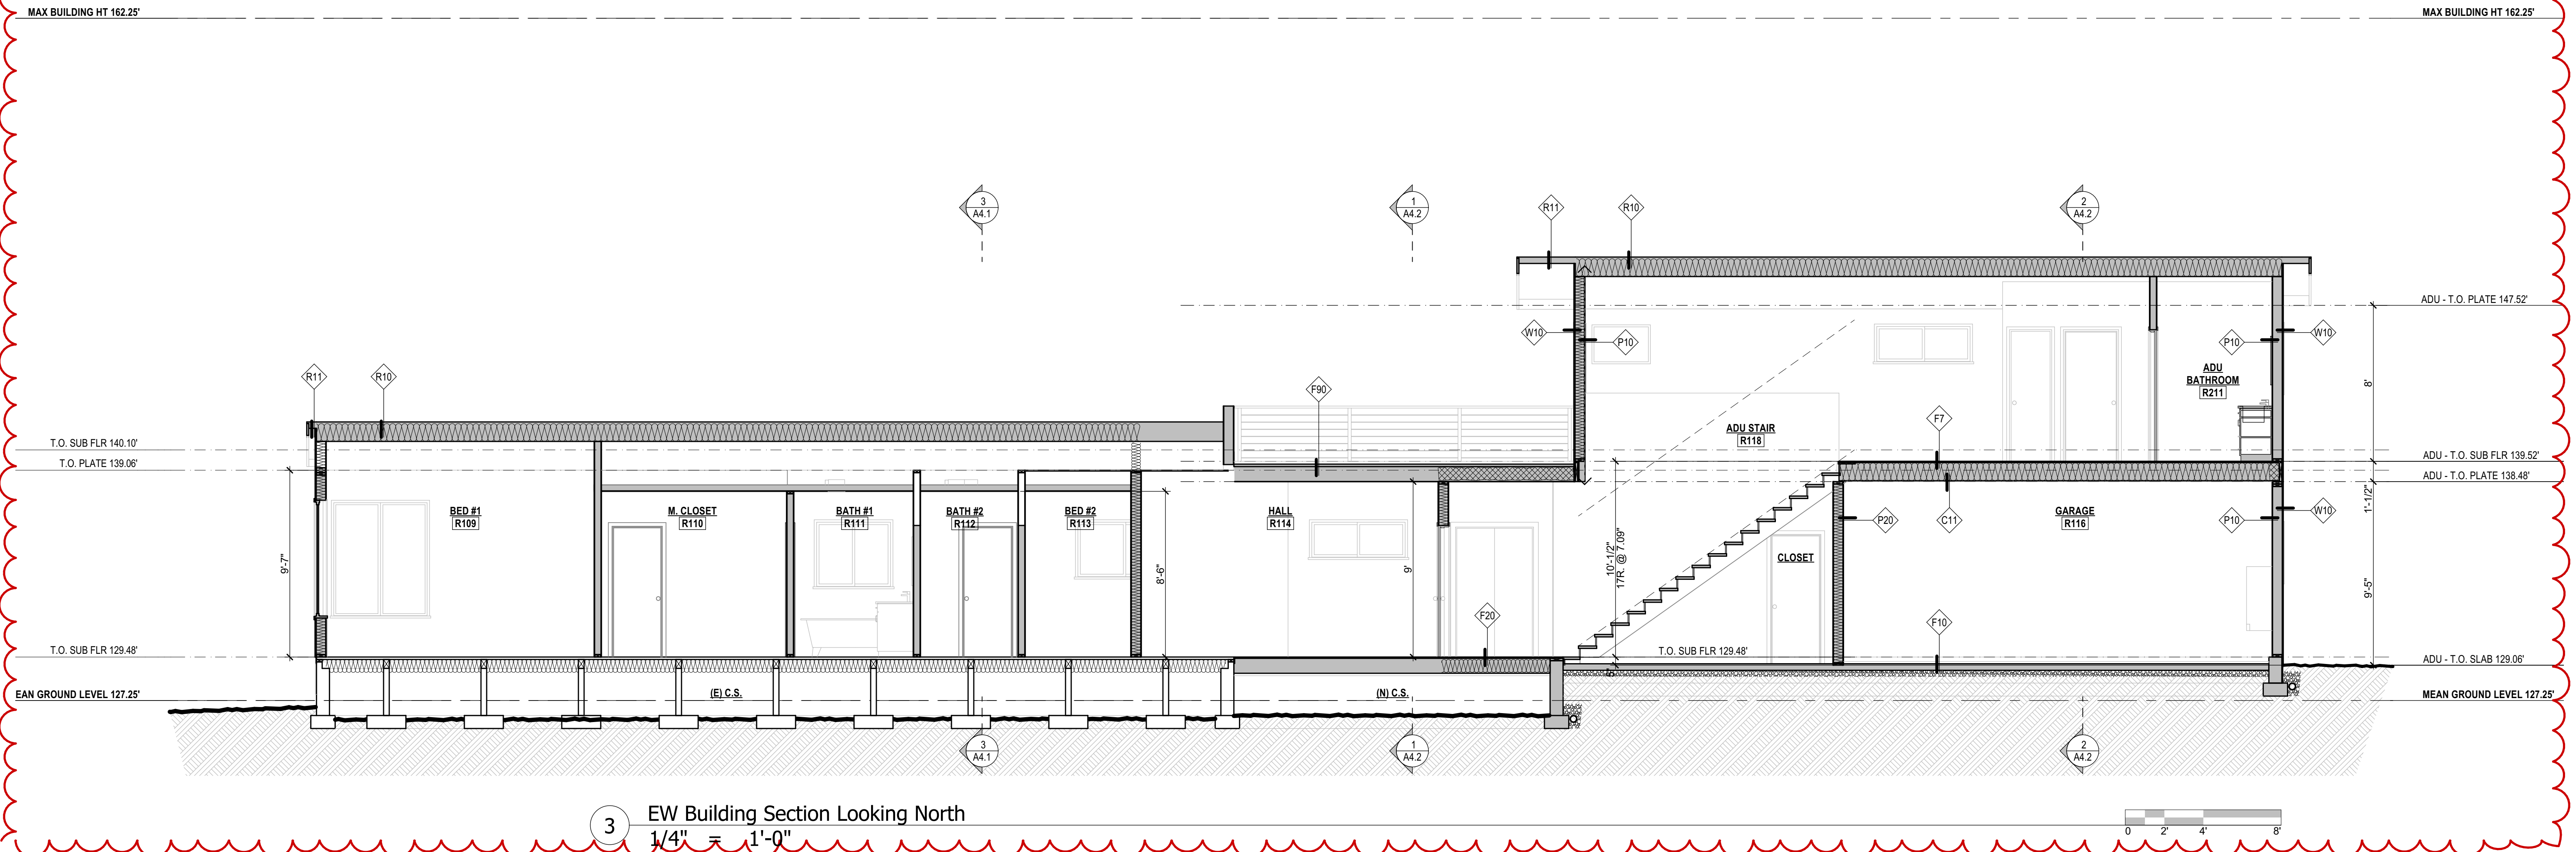 MAX BUILDING HT 162.25'
MAX BUILDING HT 162.25'
3
A4.1
1
A4.2
R11
R10
2
A4.2
ADU - T.O. PLATE 147.52'
W10
P10
P10
W10
R11
R10
F90
ADU
BATHROOM
R211
8'
F7
ADU STAIR
R118
T.O. SUB FLR 140.10'
T.O. PLATE 139.06'
ADU - T.O. SUB FLR 139.52'
ADU - T.O. PLATE 138.48'
1'-1/2"
BED #1
R109
M. CLOSET
R110
BATH #1
R111
BATH #2
R112
BED #2
R113
HALL
R114
P20
C11
GARAGE
R116
P10
W10
9'-7"
8'-6"
9'
10'-1/2"
17R. @ 7.09"
CLOSET
9'-5"
F20
F10
T.O. SUB FLR 129.48'
T.O. SUB FLR 129.48'
ADU - T.O. SLAB 129.06'
5"
EAN GROUND LEVEL 127.25'
(E) C.S.
(N) C.S.
MEAN GROUND LEVEL 127.25'
3
A4.1
1
A4.2
2
A4.2
3
EW Building Section Looking North
1/4" = 1'-0"
0 2' 4' 8'